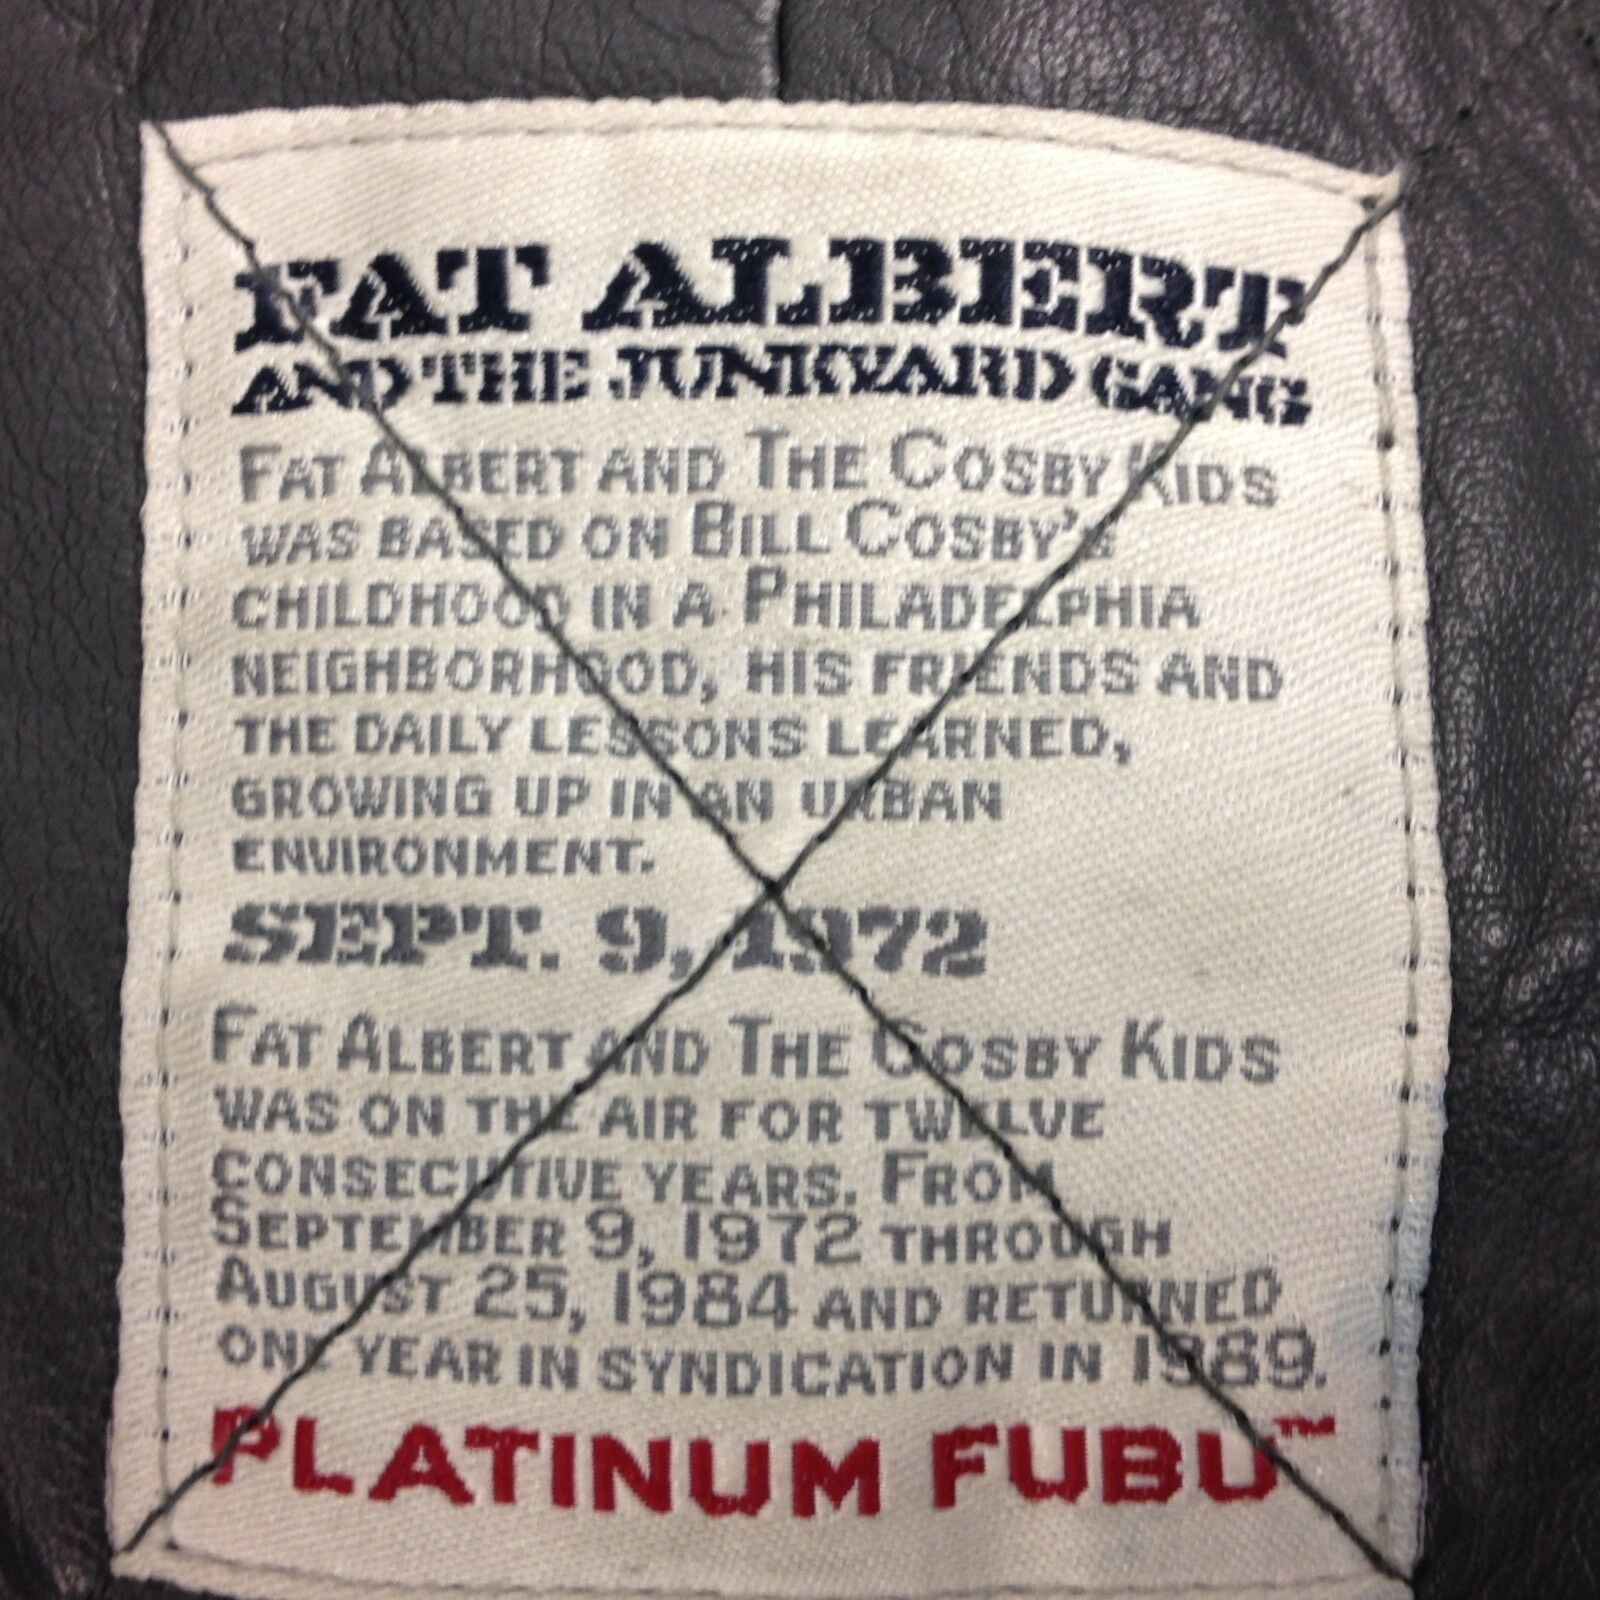 FAT ALBERT
AND THE JUNKYARD GANG
FAT ALBERT AND THE COSBY KIDS
WAS BASED ON BILL COSBY'S
CHILDHOOD IN A PHILADELPHIA
NEIGHBORHOOD, HIS FRIENDS AND
THE DAILY LESSONS LEARNED,
GROWING UP IN AN URBAN
ENVIRONMENT.
SEPT. 9, 1972
FAT ALBERT AND THE COSBY KIDS
WAS ON THE AIR FOR TWELVE
CONSECUTIVE YEARS. FROM
SEPTEMBER 9, 1972 THROUGH
AUGUST 25, 1984 AND RETURNED
ONE YEAR IN SYNDICATION IN 1989.
PLATINUM FUBU™